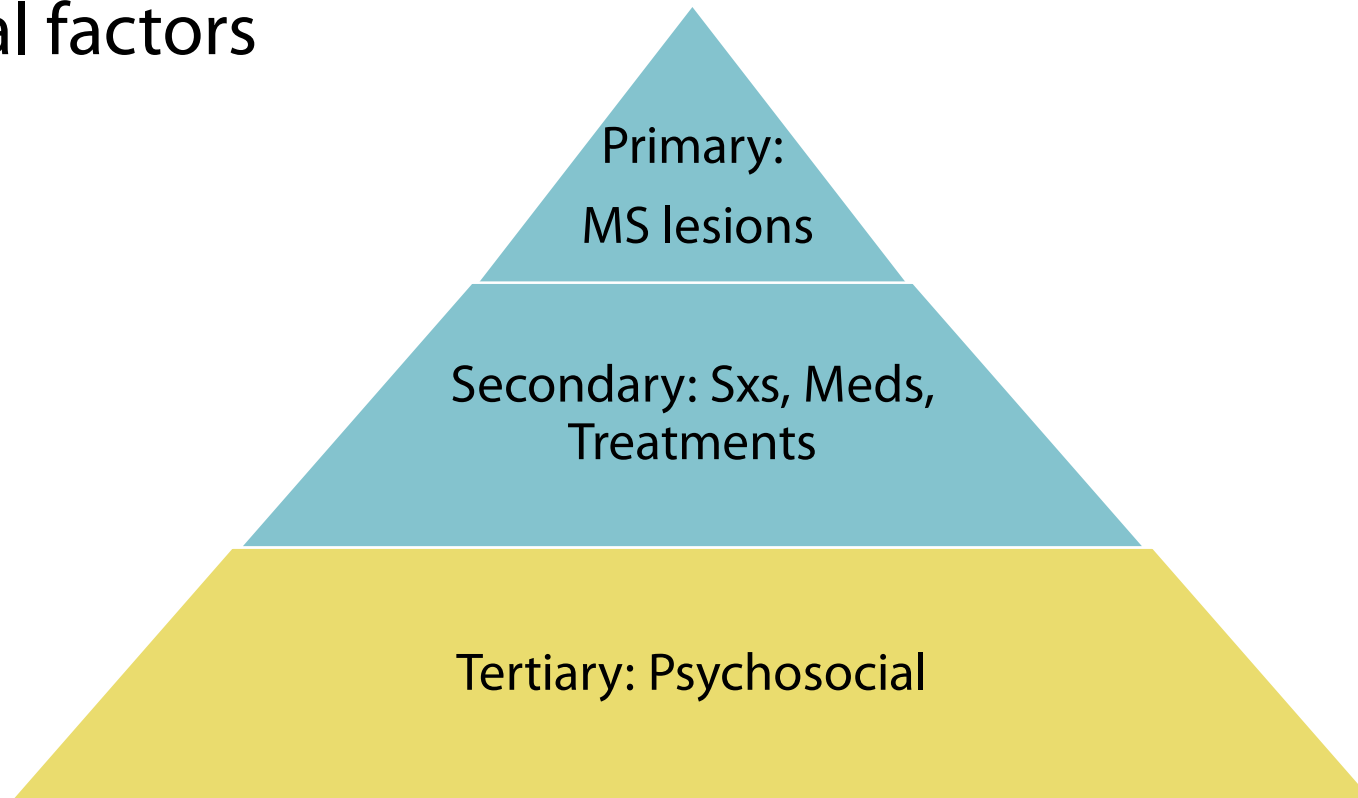 al factors
Primary:
MS lesions
Secondary: Sxs, Meds,
Treatments
Tertiary: Psychosocial